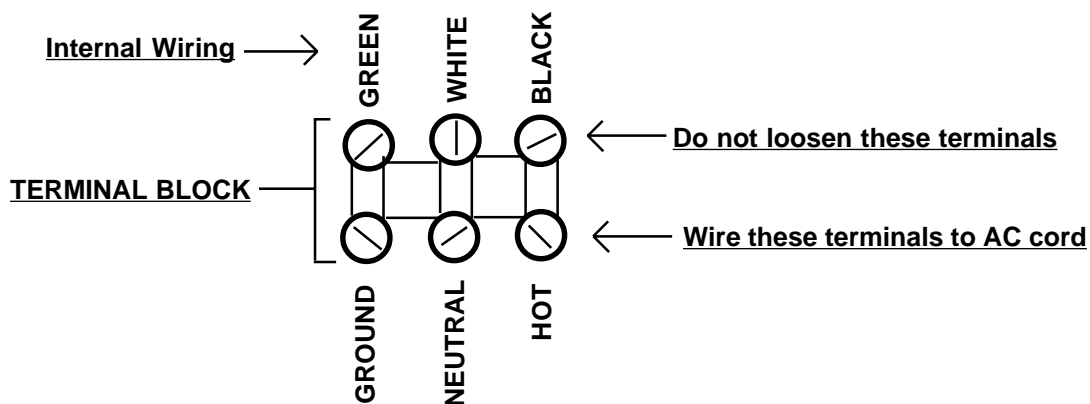 Internal Wiring
GREEN
WHITE
BLACK
Do not loosen these terminals
TERMINAL BLOCK
Wire these terminals to AC cord
GROUND
NEUTRAL
HOT